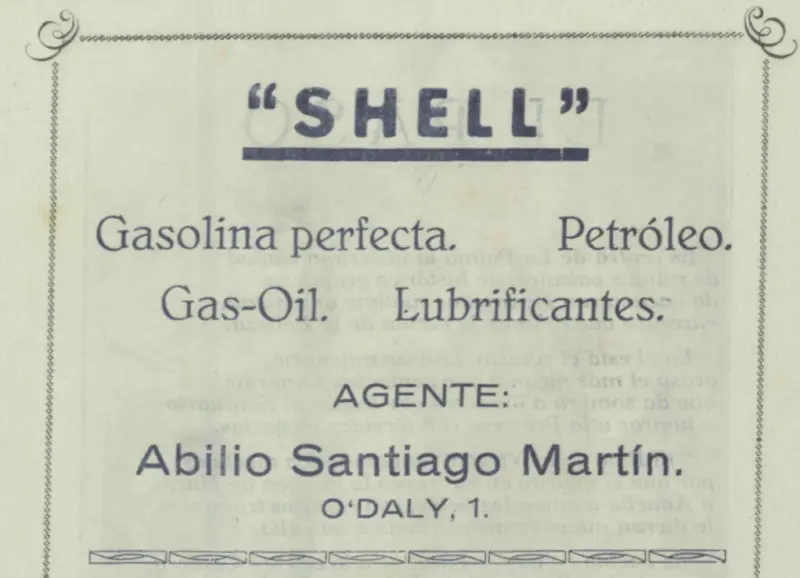 "SHELL"
Gasolina perfecta. Petróleo.
Gas-Oil. Lubrificantes.
AGENTE:
Abilio Santiago Martín.
O'DALY, 1.